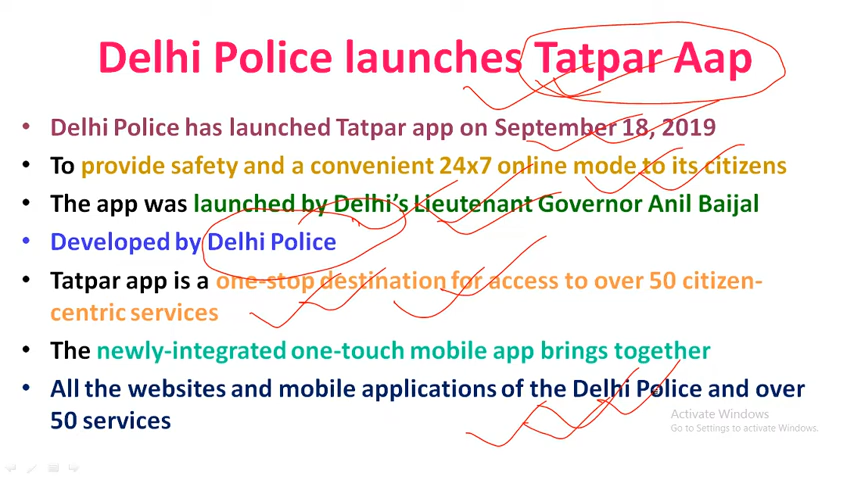 Delhi Police launches Tatpar Aap
• Delhi Police has launched Tatpar app on September 18, 2019
• To provide safety and a convenient 24x7 online mode to its citizens
• The app was launched by Delhi's Lieutenant Governor Anil Baijal
• Developed by Delhi Police
• Tatpar app is a one-stop destination for access to over 50 citizen-
centric services
• The newly-integrated one-touch mobile app brings together
• All the websites and mobile applications of the Delhi Police and over
50 services
Activate Windows
Go to Settings to activate Windows.